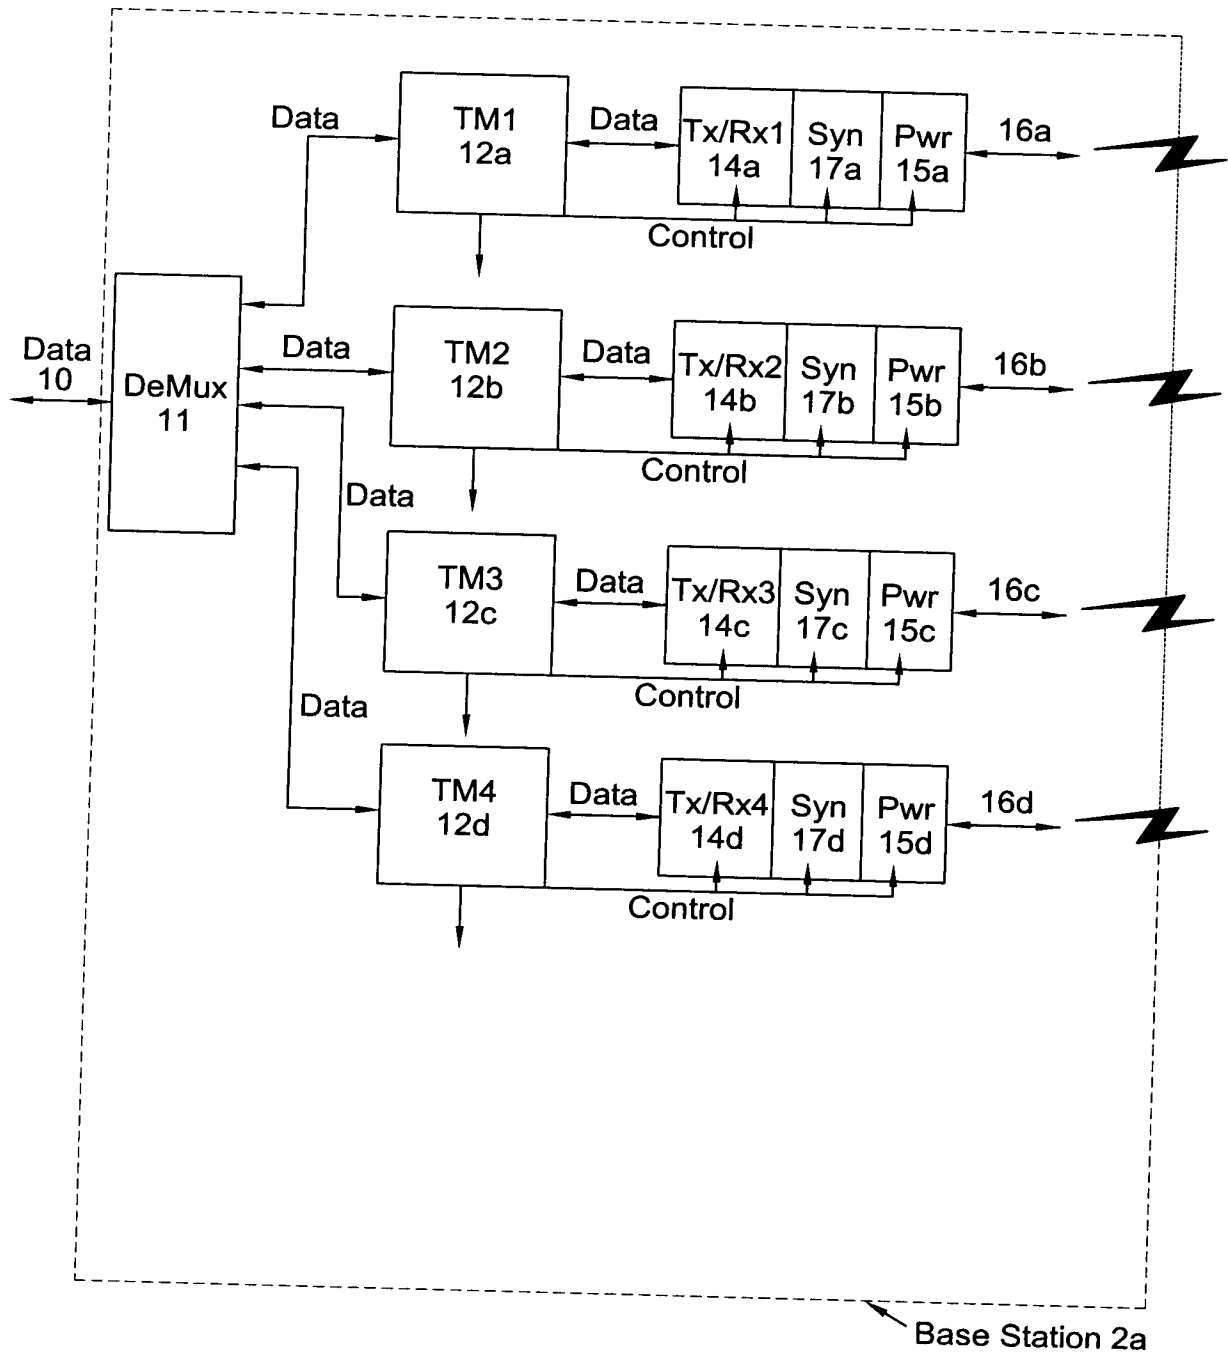 Data
TM1
12a
Data
Tx/Rx1
14a
Syn
17a
Pwr
15a
16a
Control
Data
10
DeMux
11
Data
TM2
12b
Data
Tx/Rx2
14b
Syn
17b
Pwr
15b
16b
Control
Data
TM3
12c
Data
Tx/Rx3
14c
Syn
17c
Pwr
15c
16c
Control
Data
TM4
12d
Data
Tx/Rx4
14d
Syn
17d
Pwr
15d
16d
Control
Base Station 2a